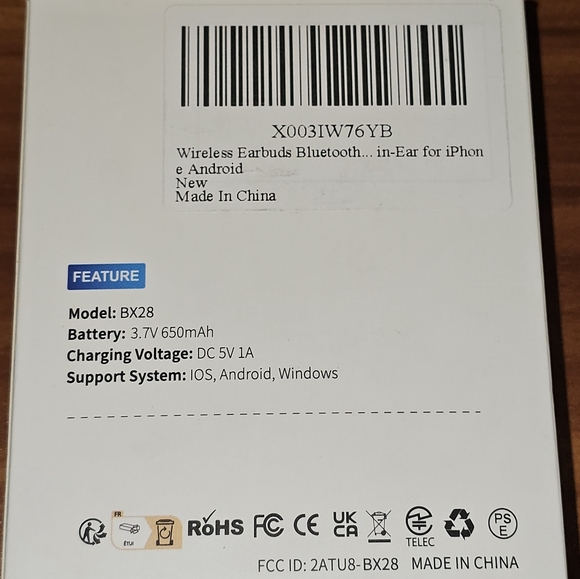 X003IW76YB
Wireless Earbuds Bluetooth... in-Ear for iPhon
e Android
New
Made In China
FEATURE
Model: BX28
Battery: 3.7V 650mAh
Charging Voltage: DC 5V 1A
Support System: IOS, Android, Windows
FR
ÉTUI
RoHS FC CE UK CA TELEC PS E
FCC ID: 2ATU8-BX28 MADE IN CHINA